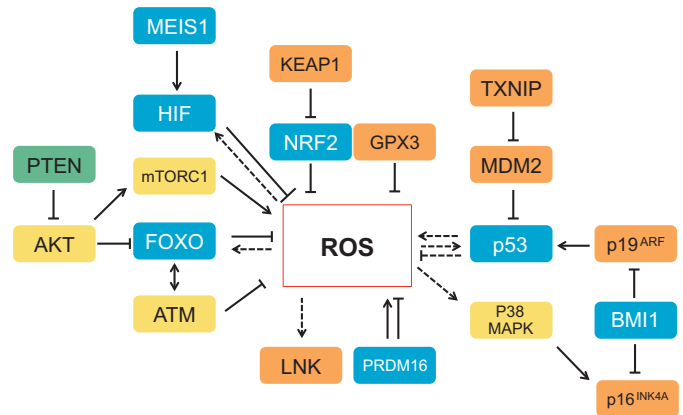 MEIS1
KEAP1
TXNIP
HIF
NRF2
GPX3
PTEN
mTORC1
MDM2
AKT
FOXO
ROS
p53
p19ARF
ATM
P38
MAPK
BMI1
LNK
PRDM16
p16INK4A